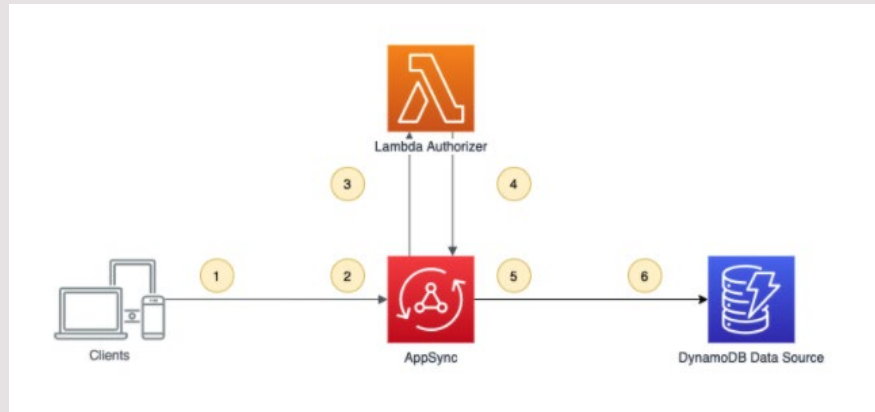 Lambda Authorizer
3
4
1
2
5
6
Clients
AppSync
DynamoDB Data Source